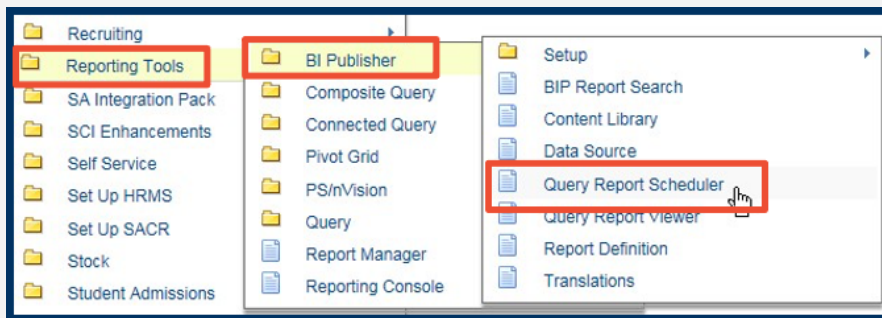 Recruiting
Reporting Tools
SA Integration Pack
SCI Enhancements
Self Service
Set Up HRMS
Set Up SACR
Stock
Student Admissions
BI Publisher
Composite Query
Connected Query
Pivot Grid
PS/nVision
Query
Report Manager
Reporting Console
Setup
BIP Report Search
Content Library
Data Source
Query Report Scheduler
Query Report Viewer
Report Definition
Translations